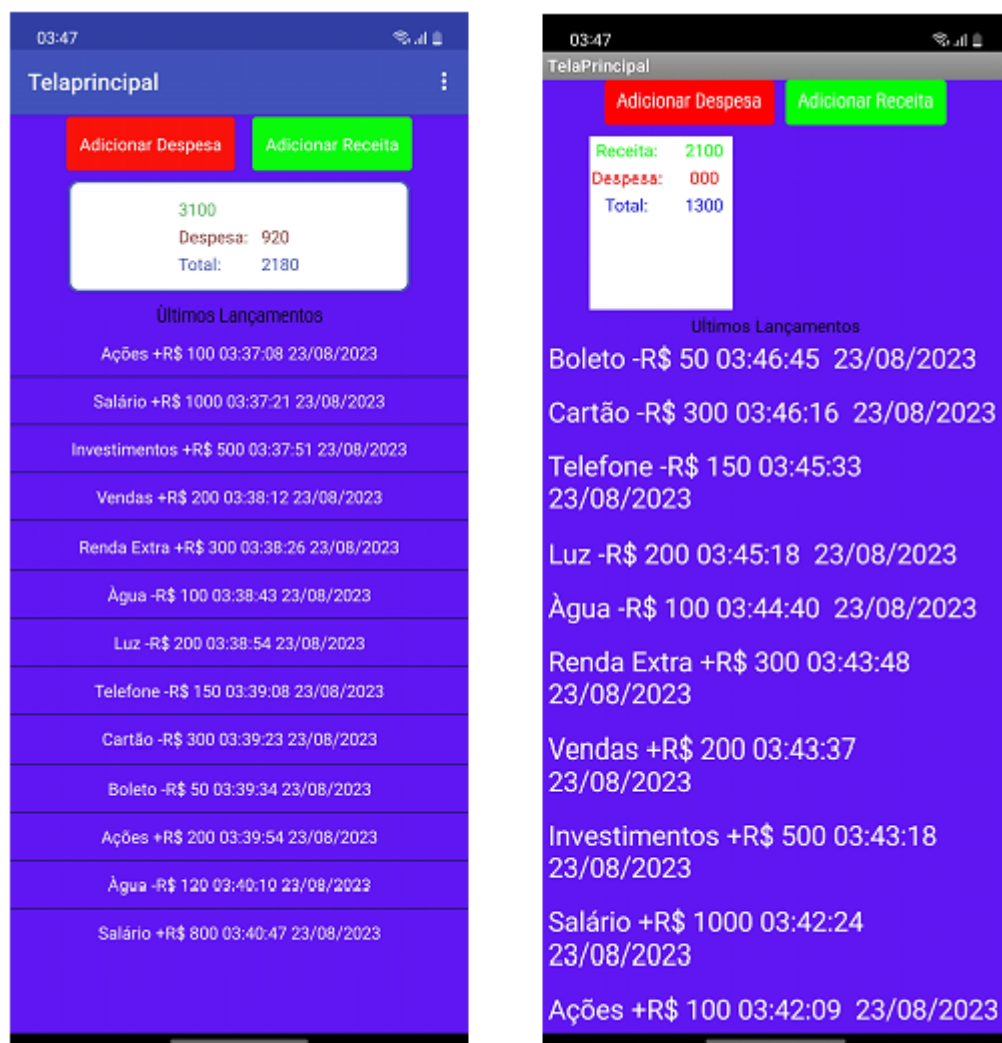 03:47
Telaprincipal
Adicionar Despesa
Adicionar Receita
3100
Despesa: 920
Total: 2180
Ùltimos Lançamentos
Ações +R$ 100 03:37:08 23/08/2023
Salário +R$ 1000 03:37:21 23/08/2023
Investimentos +R$ 500 03:37:51 23/08/2023
Vendas +R$ 200 03:38:12 23/08/2023
Renda Extra +R$ 300 03:38:26 23/08/2023
Àgua -R$ 100 03:38:43 23/08/2023
Luz -R$ 200 03:38:54 23/08/2023
Telefone -R$ 150 03:39:08 23/08/2023
Cartão -R$ 300 03:39:23 23/08/2023
Boleto -R$ 50 03:39:34 23/08/2023
Ações +R$ 200 03:39:54 23/08/2023
Àgua -R$ 120 03:40:10 23/08/2023
Salário +R$ 800 03:40:47 23/08/2023
03:47
TelaPrincipal
Adicionar Despesa
Adicionar Receita
Receita: 2100
Despesa: 000
Total: 1300
Ultimos Lançamentos
Boleto -R$ 50 03:46:45 23/08/2023
Cartão -R$ 300 03:46:16 23/08/2023
Telefone -R$ 150 03:45:33
23/08/2023
Luz -R$ 200 03:45:18 23/08/2023
Àgua -R$ 100 03:44:40 23/08/2023
Renda Extra +R$ 300 03:43:48
23/08/2023
Vendas +R$ 200 03:43:37
23/08/2023
Investimentos +R$ 500 03:43:18
23/08/2023
Salário +R$ 1000 03:42:24
23/08/2023
Ações +R$ 100 03:42:09 23/08/2023